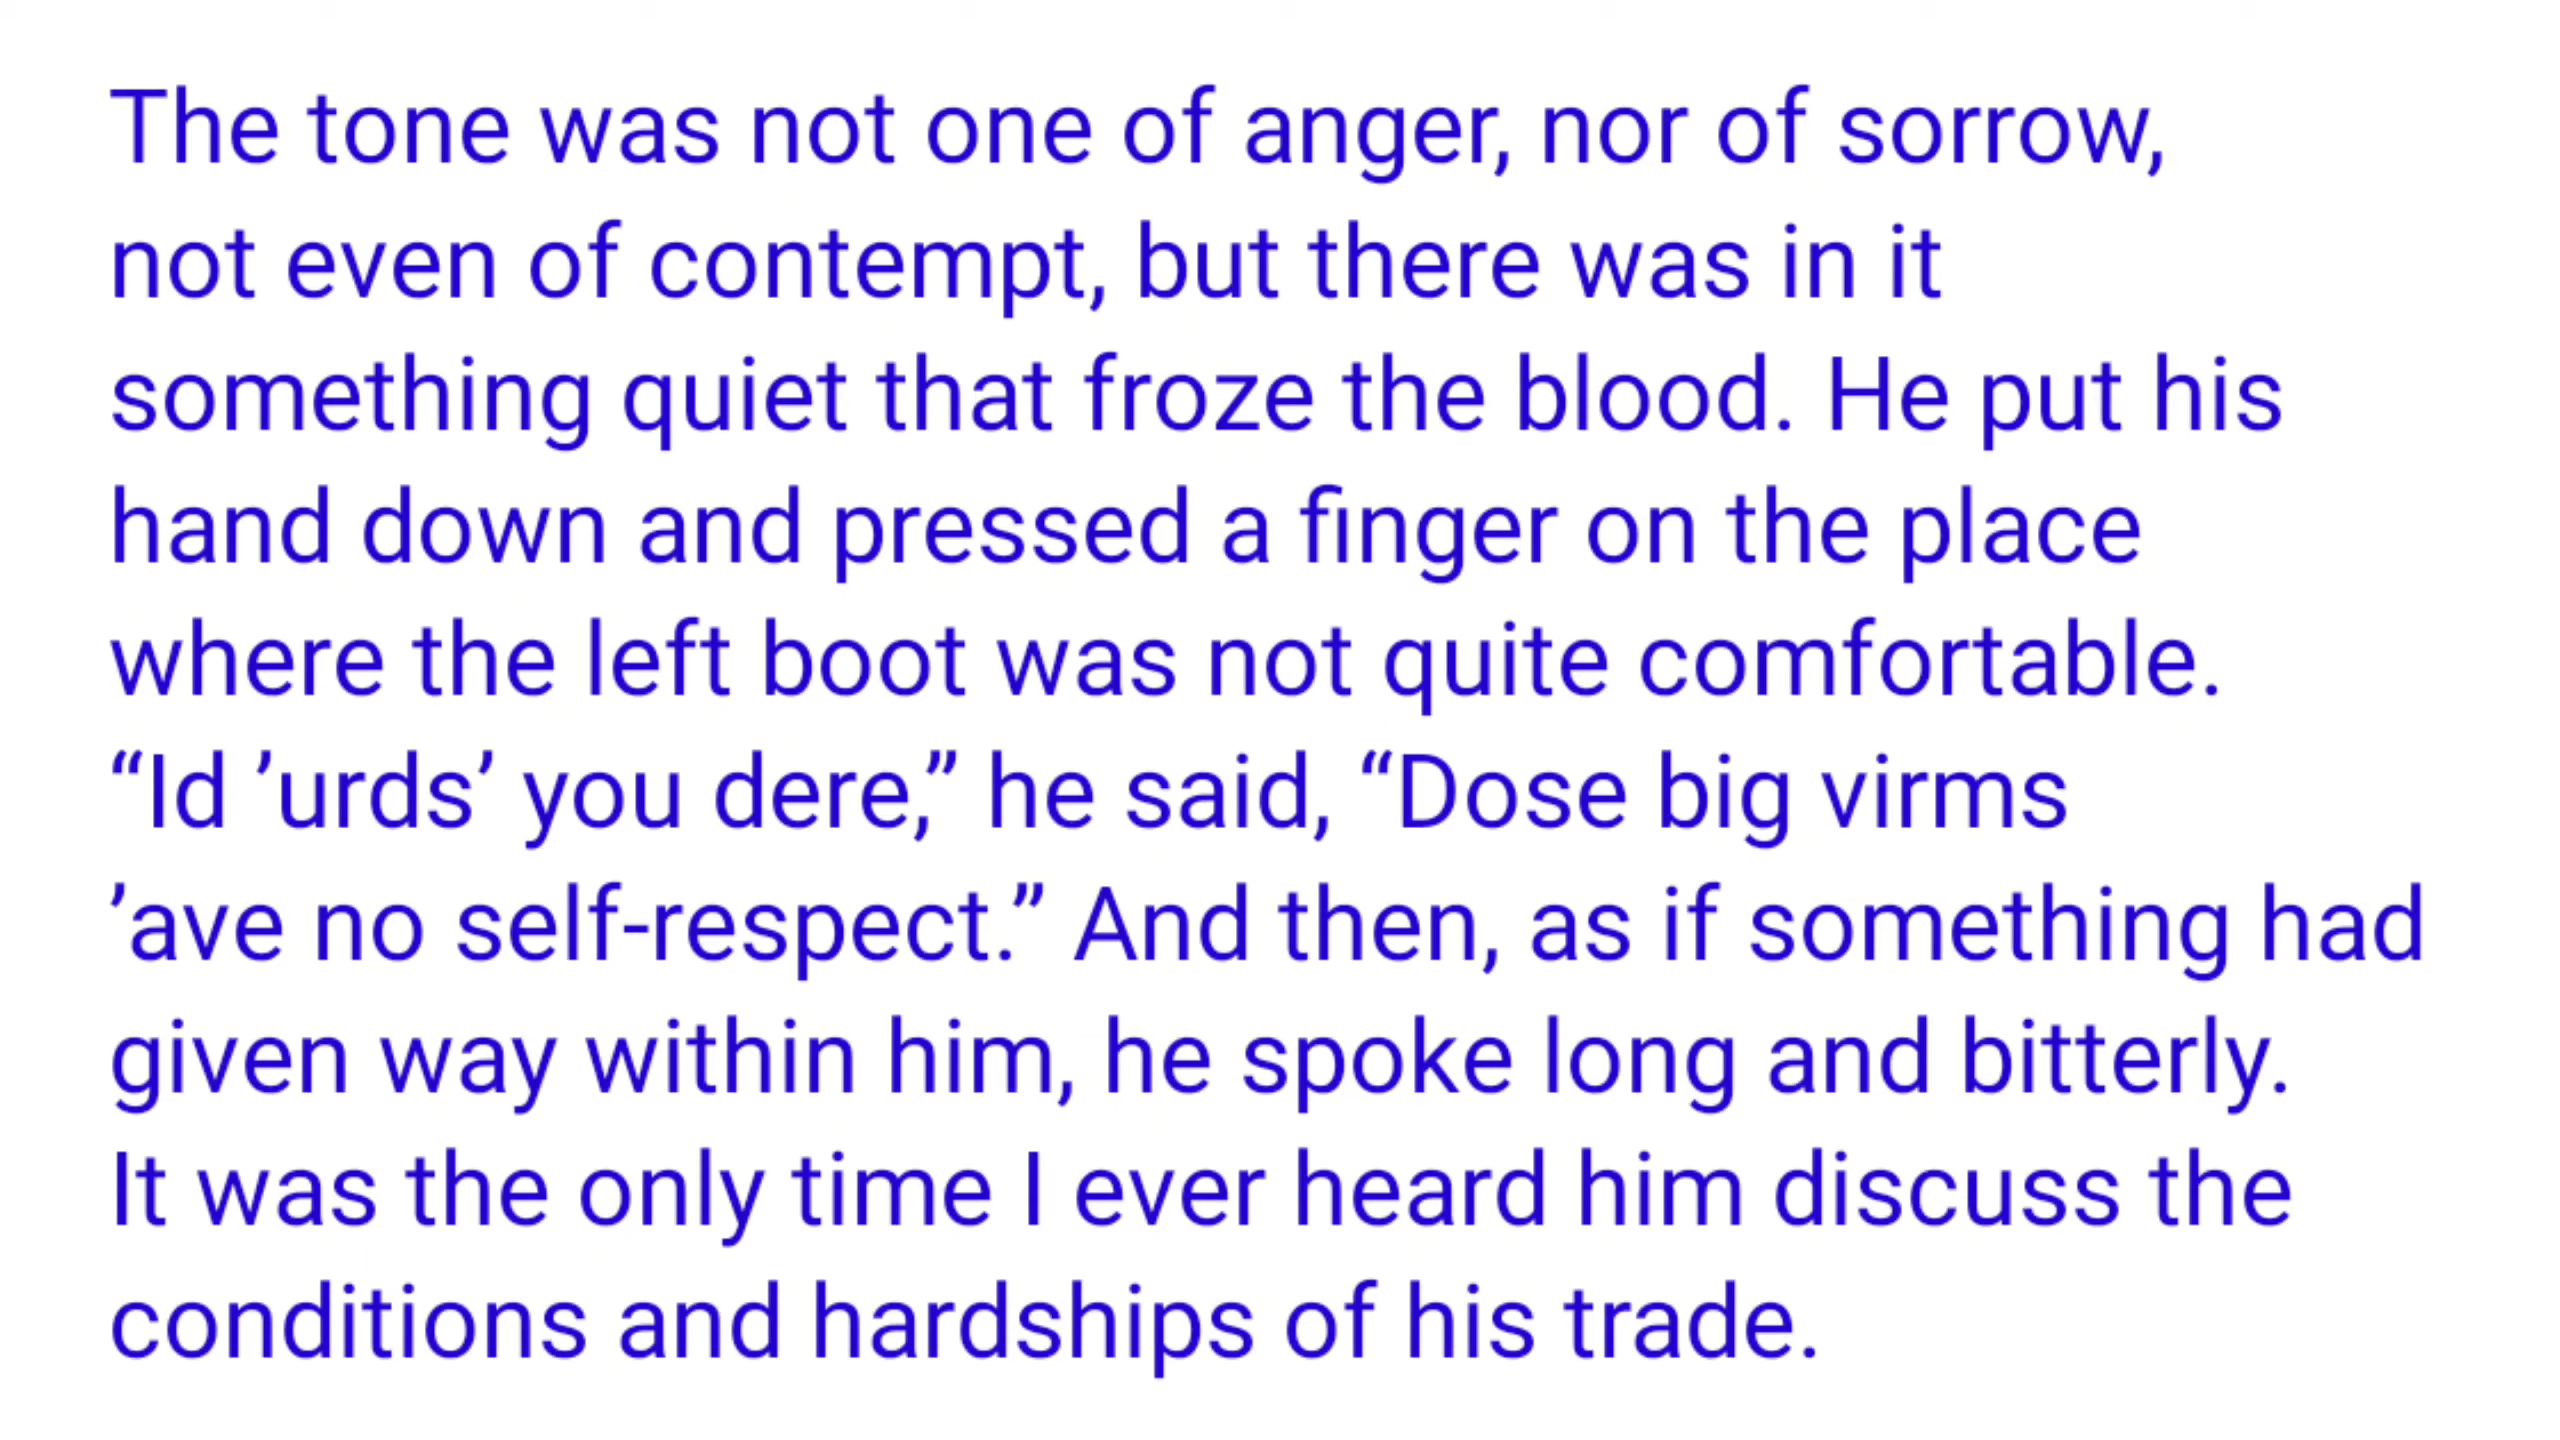 The tone was not one of anger, nor of sorrow,
not even of contempt, but there was in it
something quiet that froze the blood. He put his
hand down and pressed a finger on the place
where the left boot was not quite comfortable.
“Id ’urds’ you dere,” he said, “Dose big virms
’ave no self-respect.” And then, as if something had
given way within him, he spoke long and bitterly.
It was the only time I ever heard him discuss the
conditions and hardships of his trade.